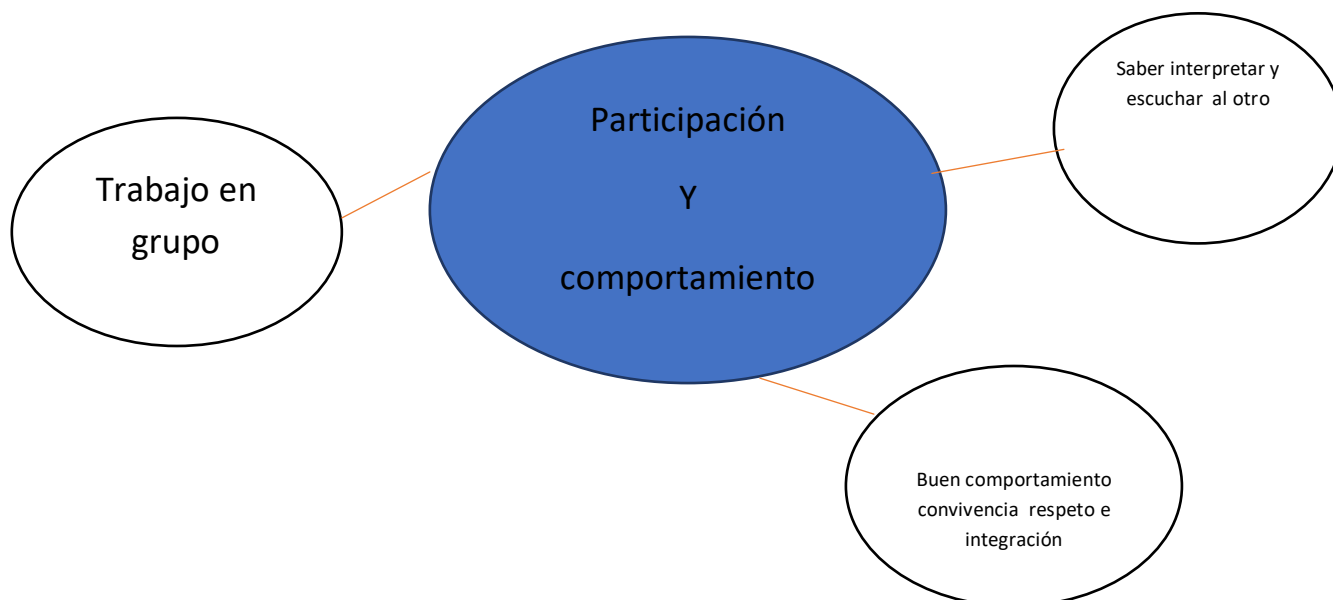 Participación
Y
comportamiento
Trabajo en
grupo
Saber interpretar y
escuchar al otro
Buen comportamiento
convivencia respeto e
integración